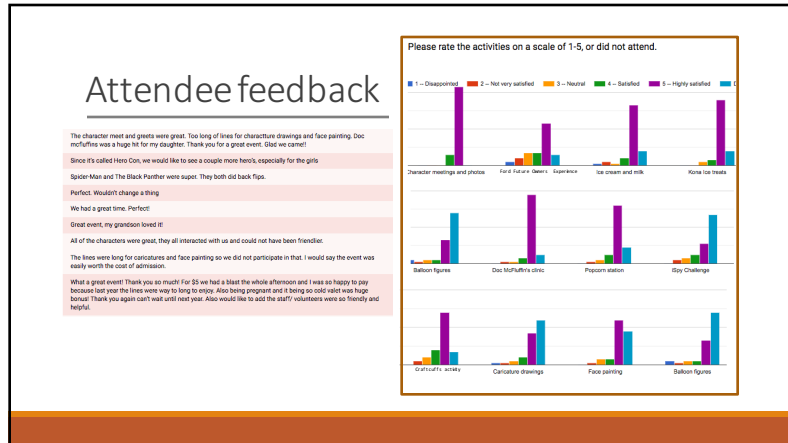 Attendee feedback
The character meet and greets were great. Too long of lines for charactture drawings and face painting. Doc
mcfluffins was a huge hit for my daughter. Thank you for a great event. Glad we came!!
Since it's called Hero Con, we would like to see a couple more hero's, especially for the girls
Spider-Man and The Black Panther were super. They both did back flips.
Perfect. Wouldn't change a thing
We had a great time. Perfect!
Great event, my grandson loved it!
All of the characters were great, they all interacted with us and could not have been friendlier.
The lines were long for caricatures and face painting so we did not participate in that. I would say the event was
easily worth the cost of admission.
What a great event! Thank you so much! For $5 we had a blast the whole afternoon and I was so happy to pay
because last year the lines were way to long to enjoy. Also being pregnant and it being so cold valet was huge
bonus! Thank you again can't wait until next year. Also would like to add the staff/ volunteers were so friendly and
helpful.
Please rate the activities on a scale of 1-5, or did not attend.
1 -- Disappointed 2 -- Not very satisfied 3 -- Neutral 4 -- Satisfied 5 -- Highly satisfied
Character meetings and photos Ford Future Gamers Experience Ice cream and milk Kona Ice treats
Balloon figures Doc McFluffin's clinic Popcorn station iSpy Challenge
Craftcuffs activity Caricature drawings Face painting Balloon figures